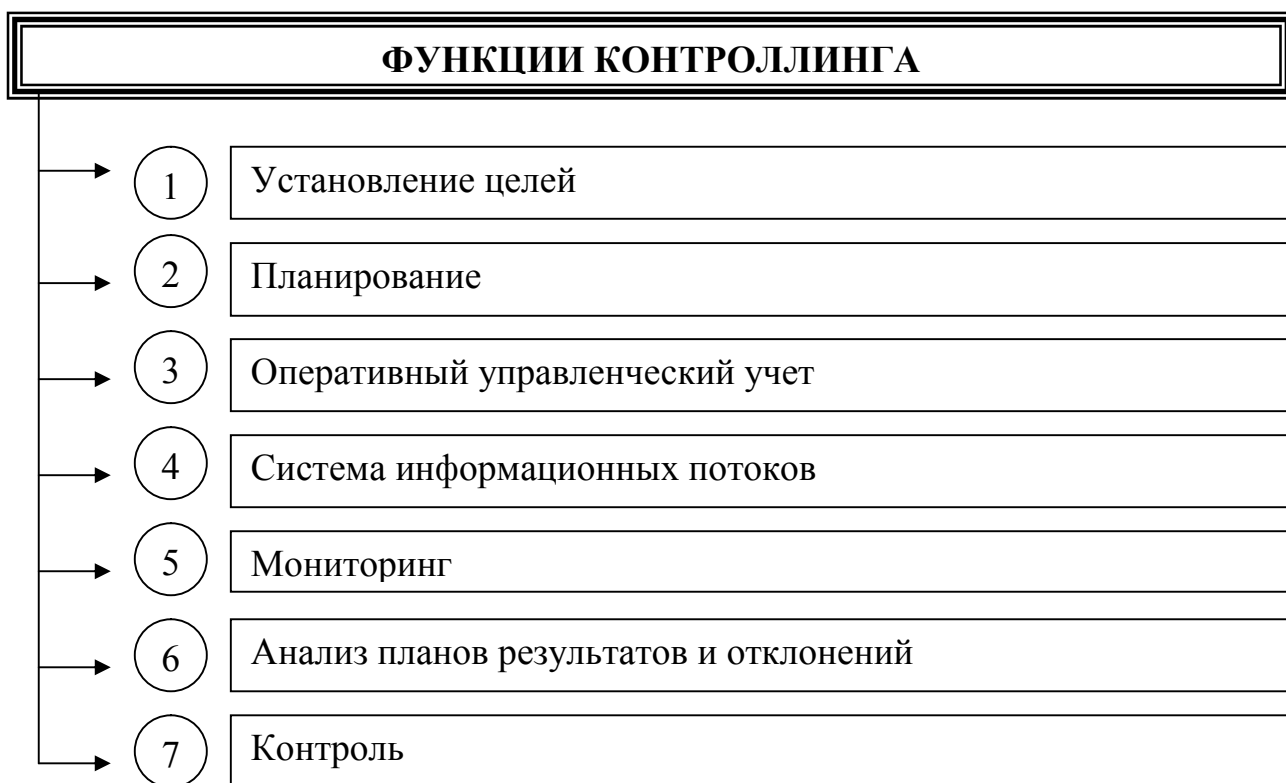 ФУНКЦИИ КОНТРОЛЛИНГА
1 Установление целей
2 Планирование
3 Оперативный управленческий учет
4 Система информационных потоков
5 Мониторинг
6 Анализ планов результатов и отклонений
7 Контроль